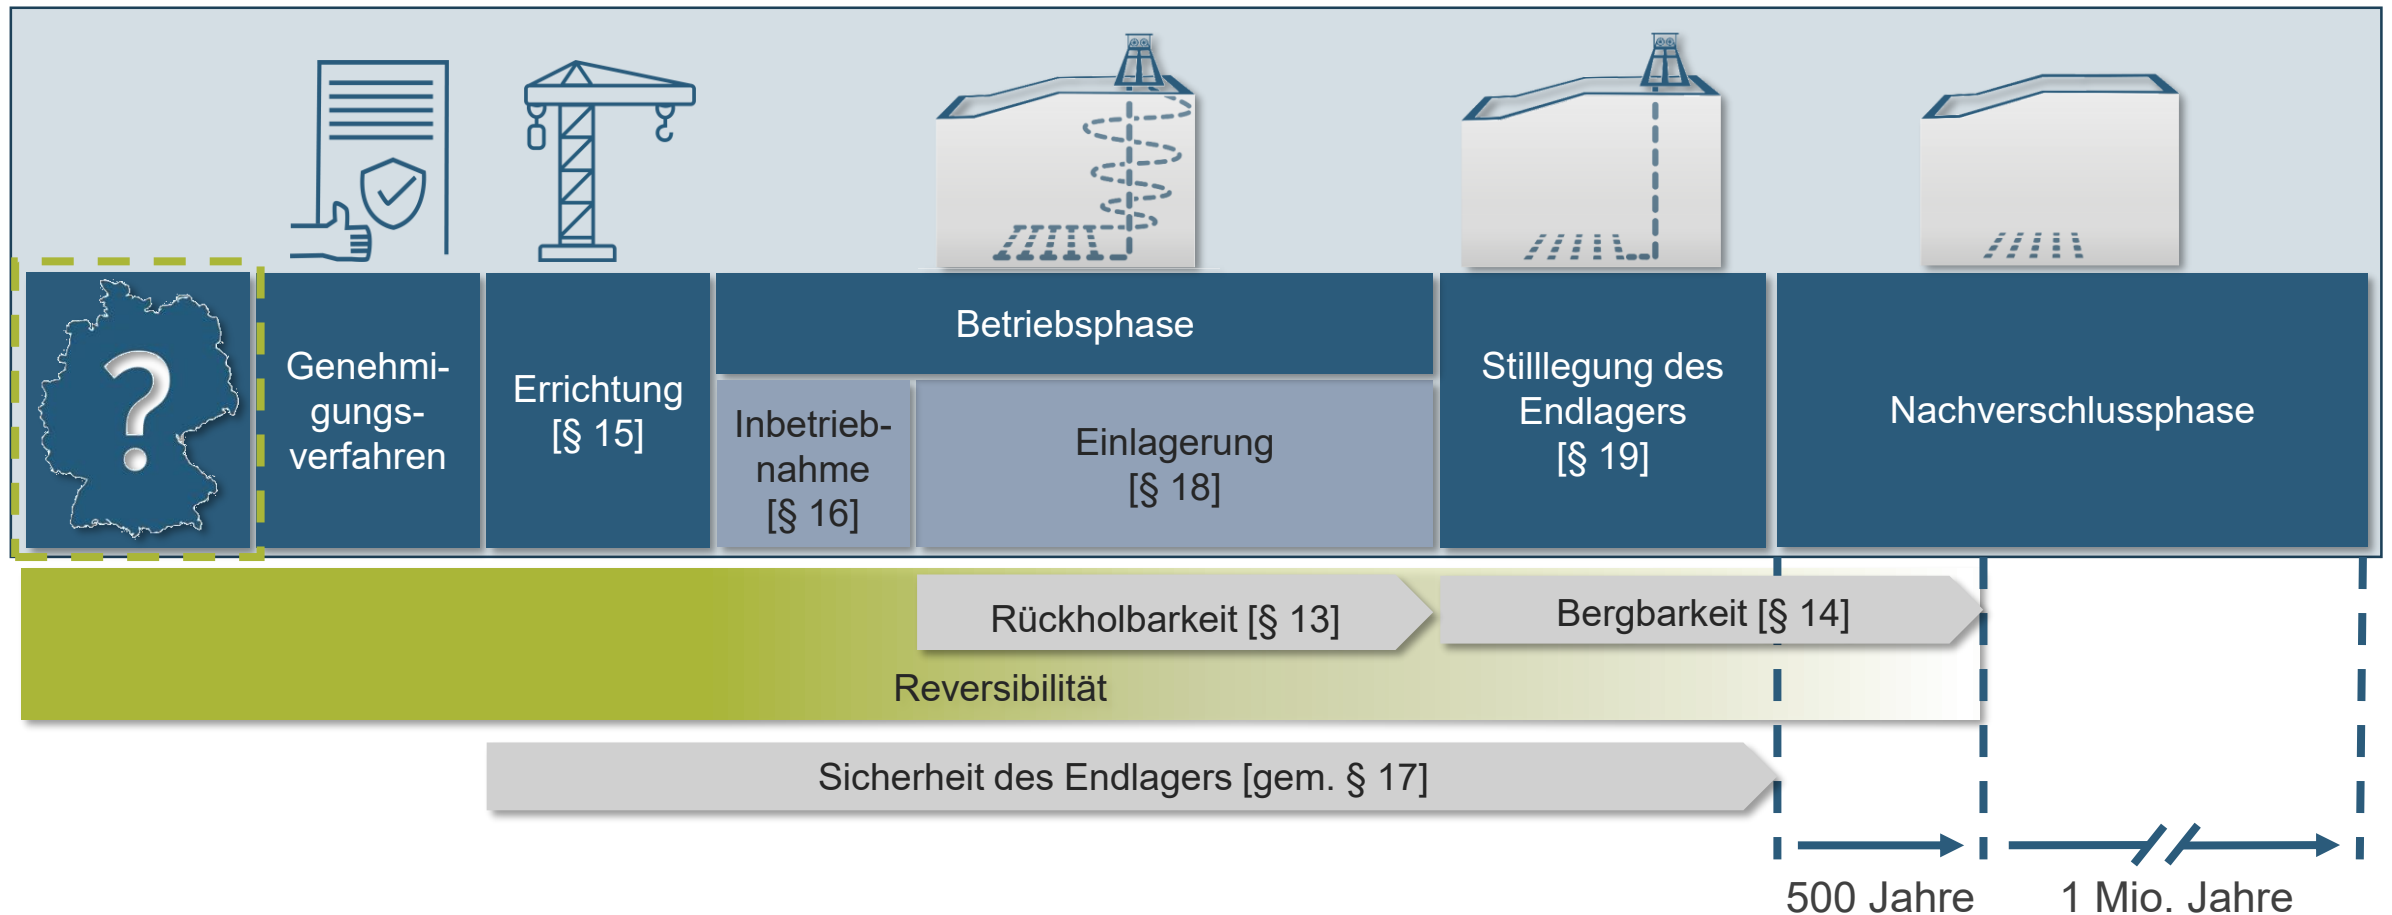 ?
Genehmi-
gungs-
verfahren
Errichtung
[§ 15]
Betriebsphase
Inbetrieb-
nahme
[§ 16]
Einlagerung
[§ 18]
Stilllegung des
Endlagers
[§ 19]
Nachverschlussphase
Rückholbarkeit [§ 13]
Bergbarkeit [§ 14]
Reversibilität
Sicherheit des Endlagers [gem. § 17]
500 Jahre
1 Mio. Jahre